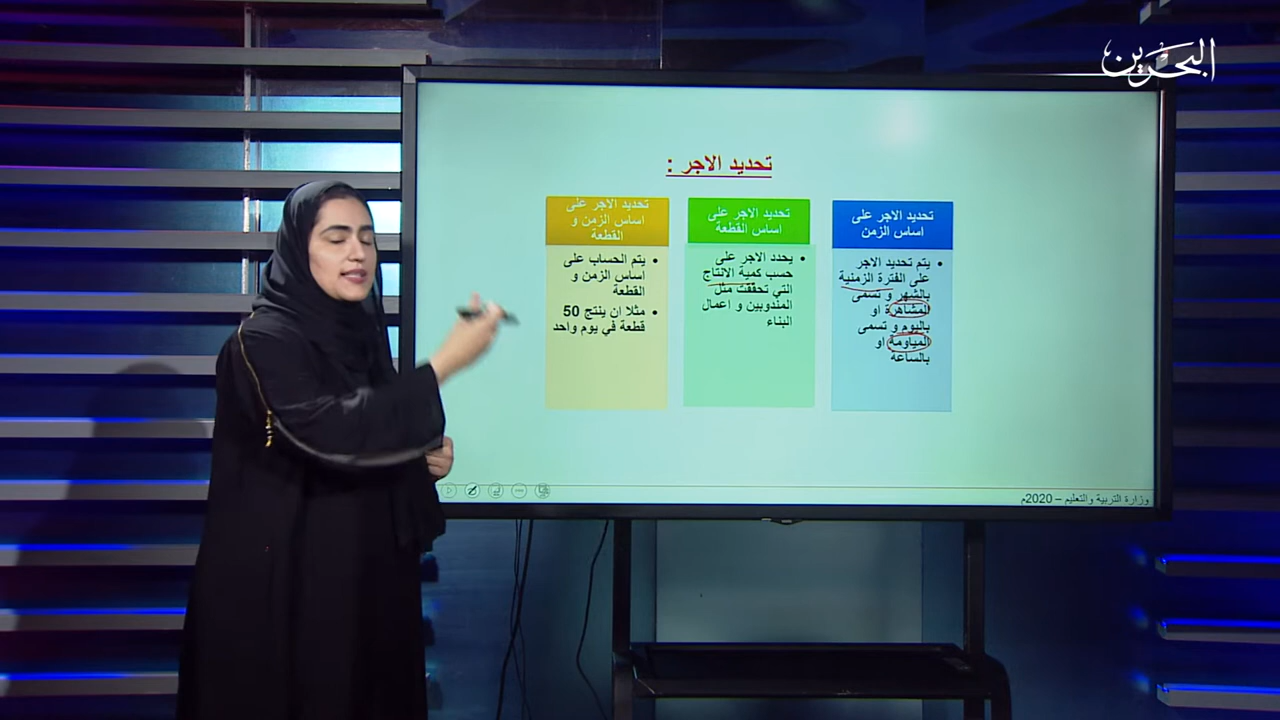 البحرين
تحديد الاجر :
تحديد الاجر على
اساس الزمن
يتم تحديد الاجر
على الفترة الزمنية
بالشهر و تسمى
المشاهرة او
باليوم و تسمى
المياومة او
بالساعه
تحديد الاجر على
اساس القطعة
يحدد الاجر على
حسب كمية الانتاج
التي تحققت مثل
المندوبين و اعمال
البناء
تحديد الاجر على
اساس الزمن و
القطعة
يتم الحساب على
اساس الزمن و
القطعة
مثلا ان ينتج 50
قطعة في يوم واحد
وزارة التربية والتعليم – 2020م